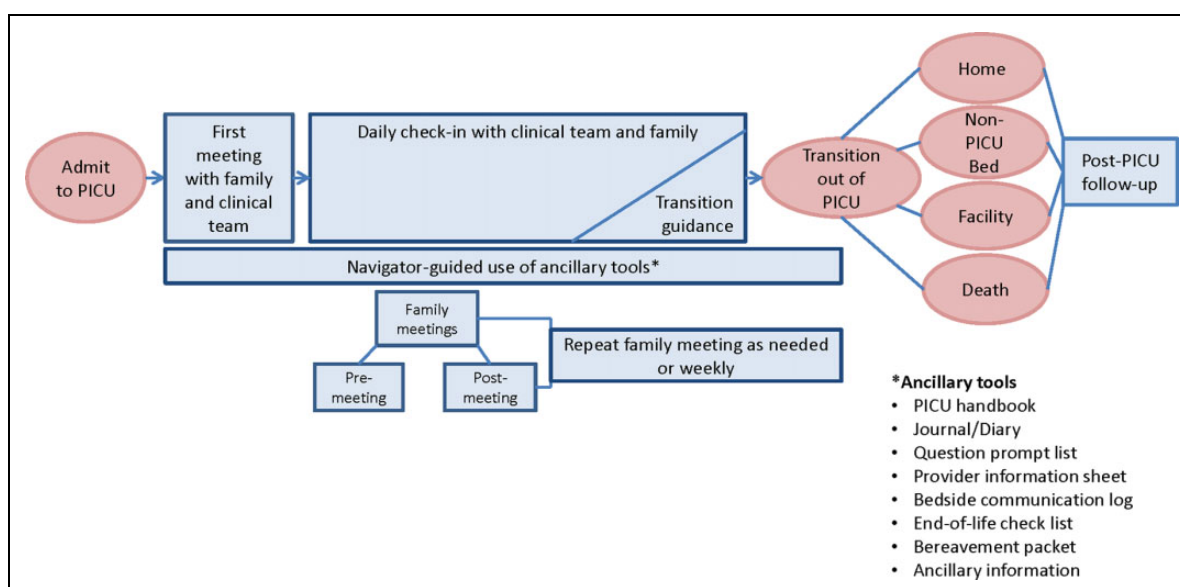 Admit
to PICU
First
meeting
with family
and clinical
team
Daily check-in with clinical team and family
Transition
guidance
Transition
out of
PICU
Home
Non-
PICU
Bed
Facility
Death
Post-PICU
follow-up
Navigator-guided use of ancillary tools*
Family
meetings
Pre-
meeting
Post-
meeting
Repeat family meeting as needed
or weekly
*Ancillary tools
• PICU handbook
• Journal/Diary
• Question prompt list
• Provider information sheet
• Bedside communication log
• End-of-life check list
• Bereavement packet
• Ancillary information